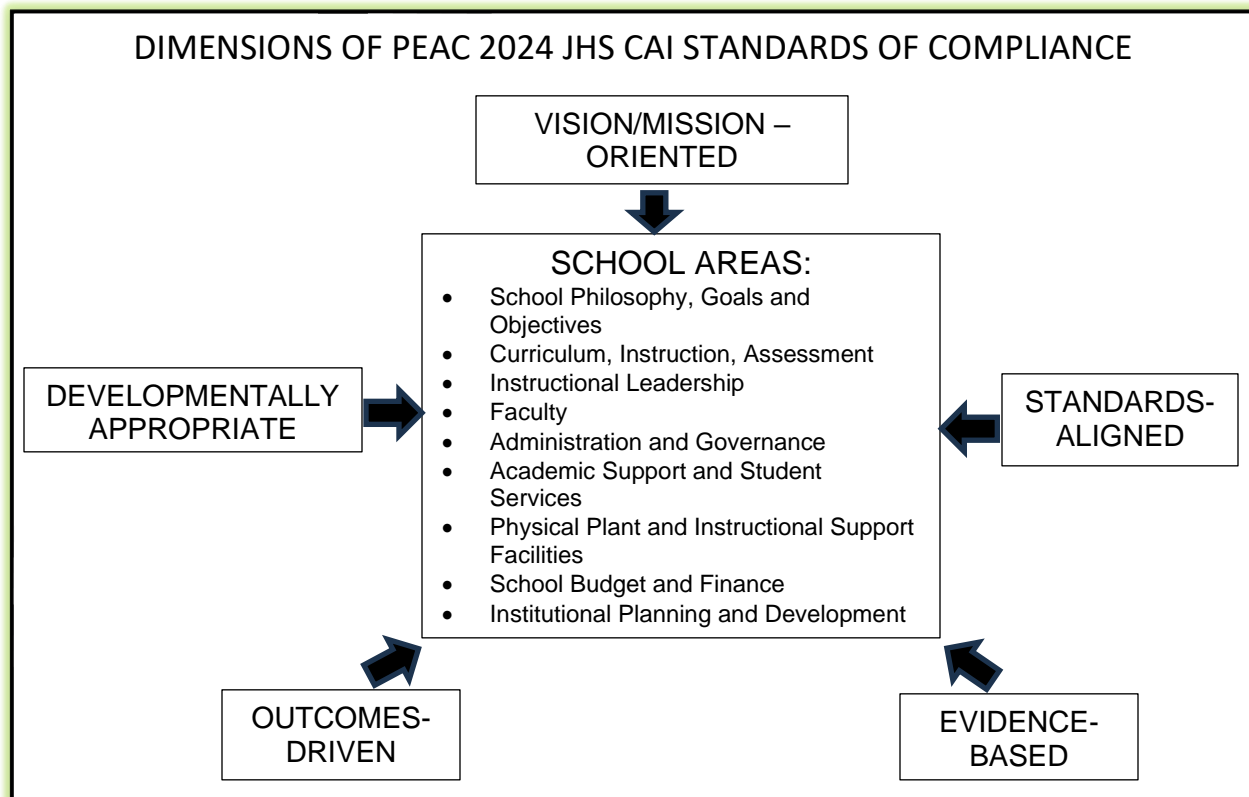 DIMENSIONS OF PEAC 2024 JHS CAI STANDARDS OF COMPLIANCE
VISION/MISSION –
ORIENTED
SCHOOL AREAS:
• School Philosophy, Goals and
Objectives
• Curriculum, Instruction, Assessment
• Instructional Leadership
• Faculty
• Administration and Governance
• Academic Support and Student
Services
• Physical Plant and Instructional Support
Facilities
• School Budget and Finance
• Institutional Planning and Development
DEVELOPMENTALLY
APPROPRIATE
STANDARDS-
ALIGNED
OUTCOMES-
DRIVEN
EVIDENCE-
BASED